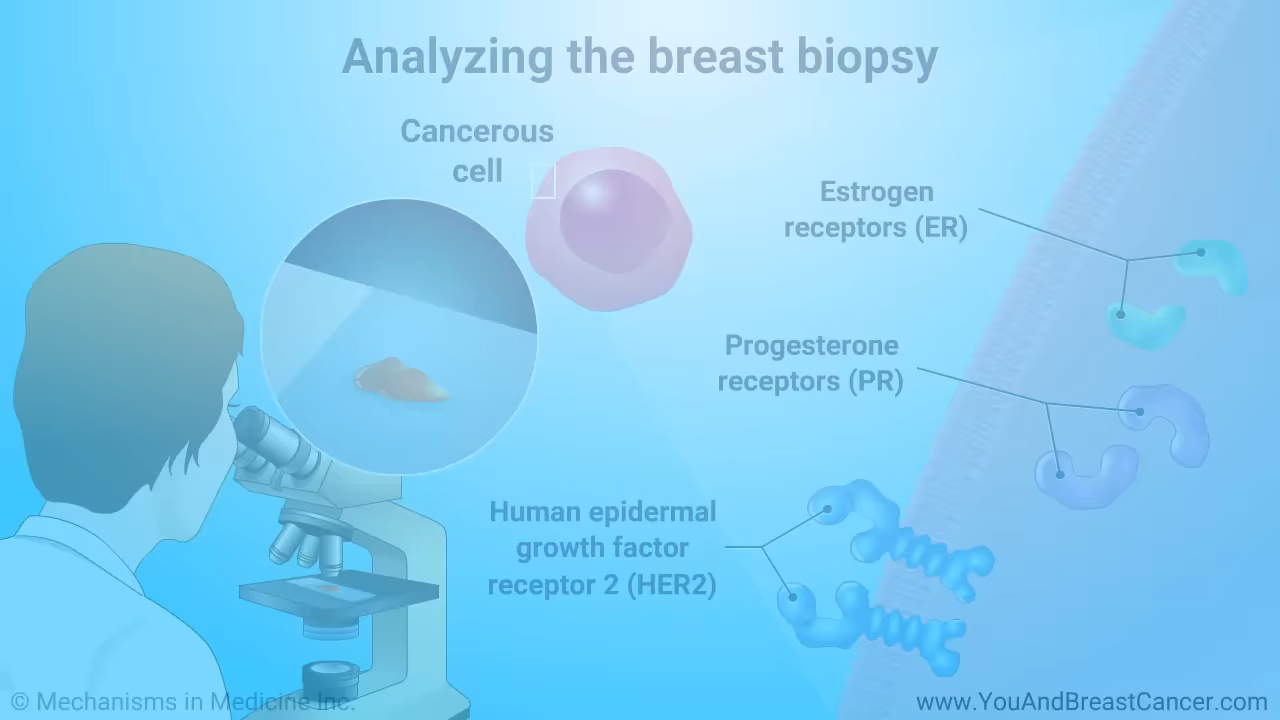 Analyzing the breast biopsy
Cancerous
cell
Estrogen
receptors (ER)
Progesterone
receptors (PR)
Human epidermal
growth factor
receptor 2 (HER2)
© Mechanisms in Medicine Inc.
www.YouAndBreastCancer.com